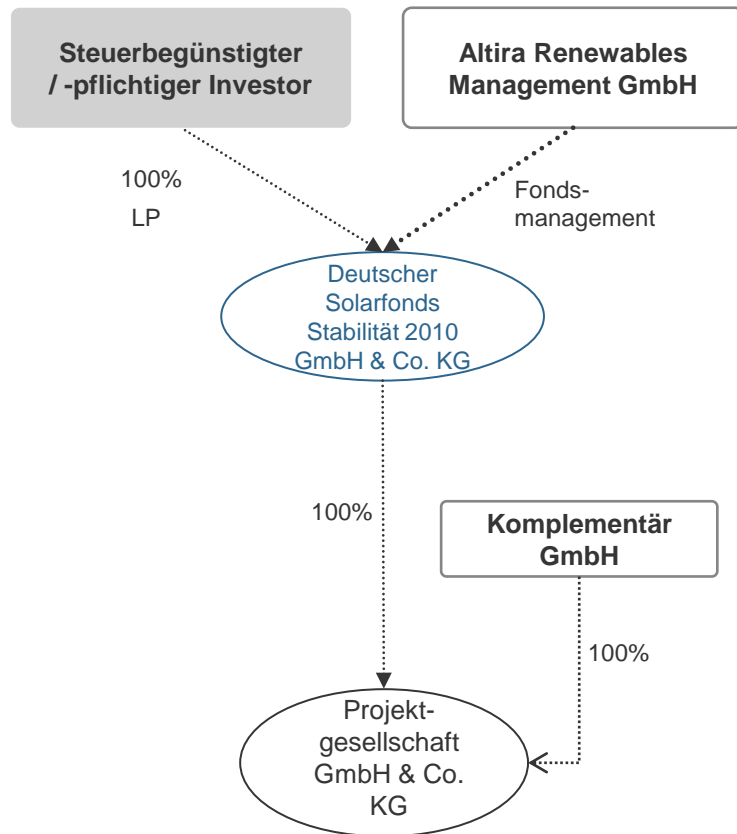 Steuerbegünstigter
/ -pflichtiger Investor
Altira Renewables
Management GmbH
100%
LP
Fonds-
management
Deutscher
Solarfonds
Stabilität 2010
GmbH & Co. KG
100%
Komplementär
GmbH
100%
Projekt-
gesellschaft
GmbH & Co.
KG